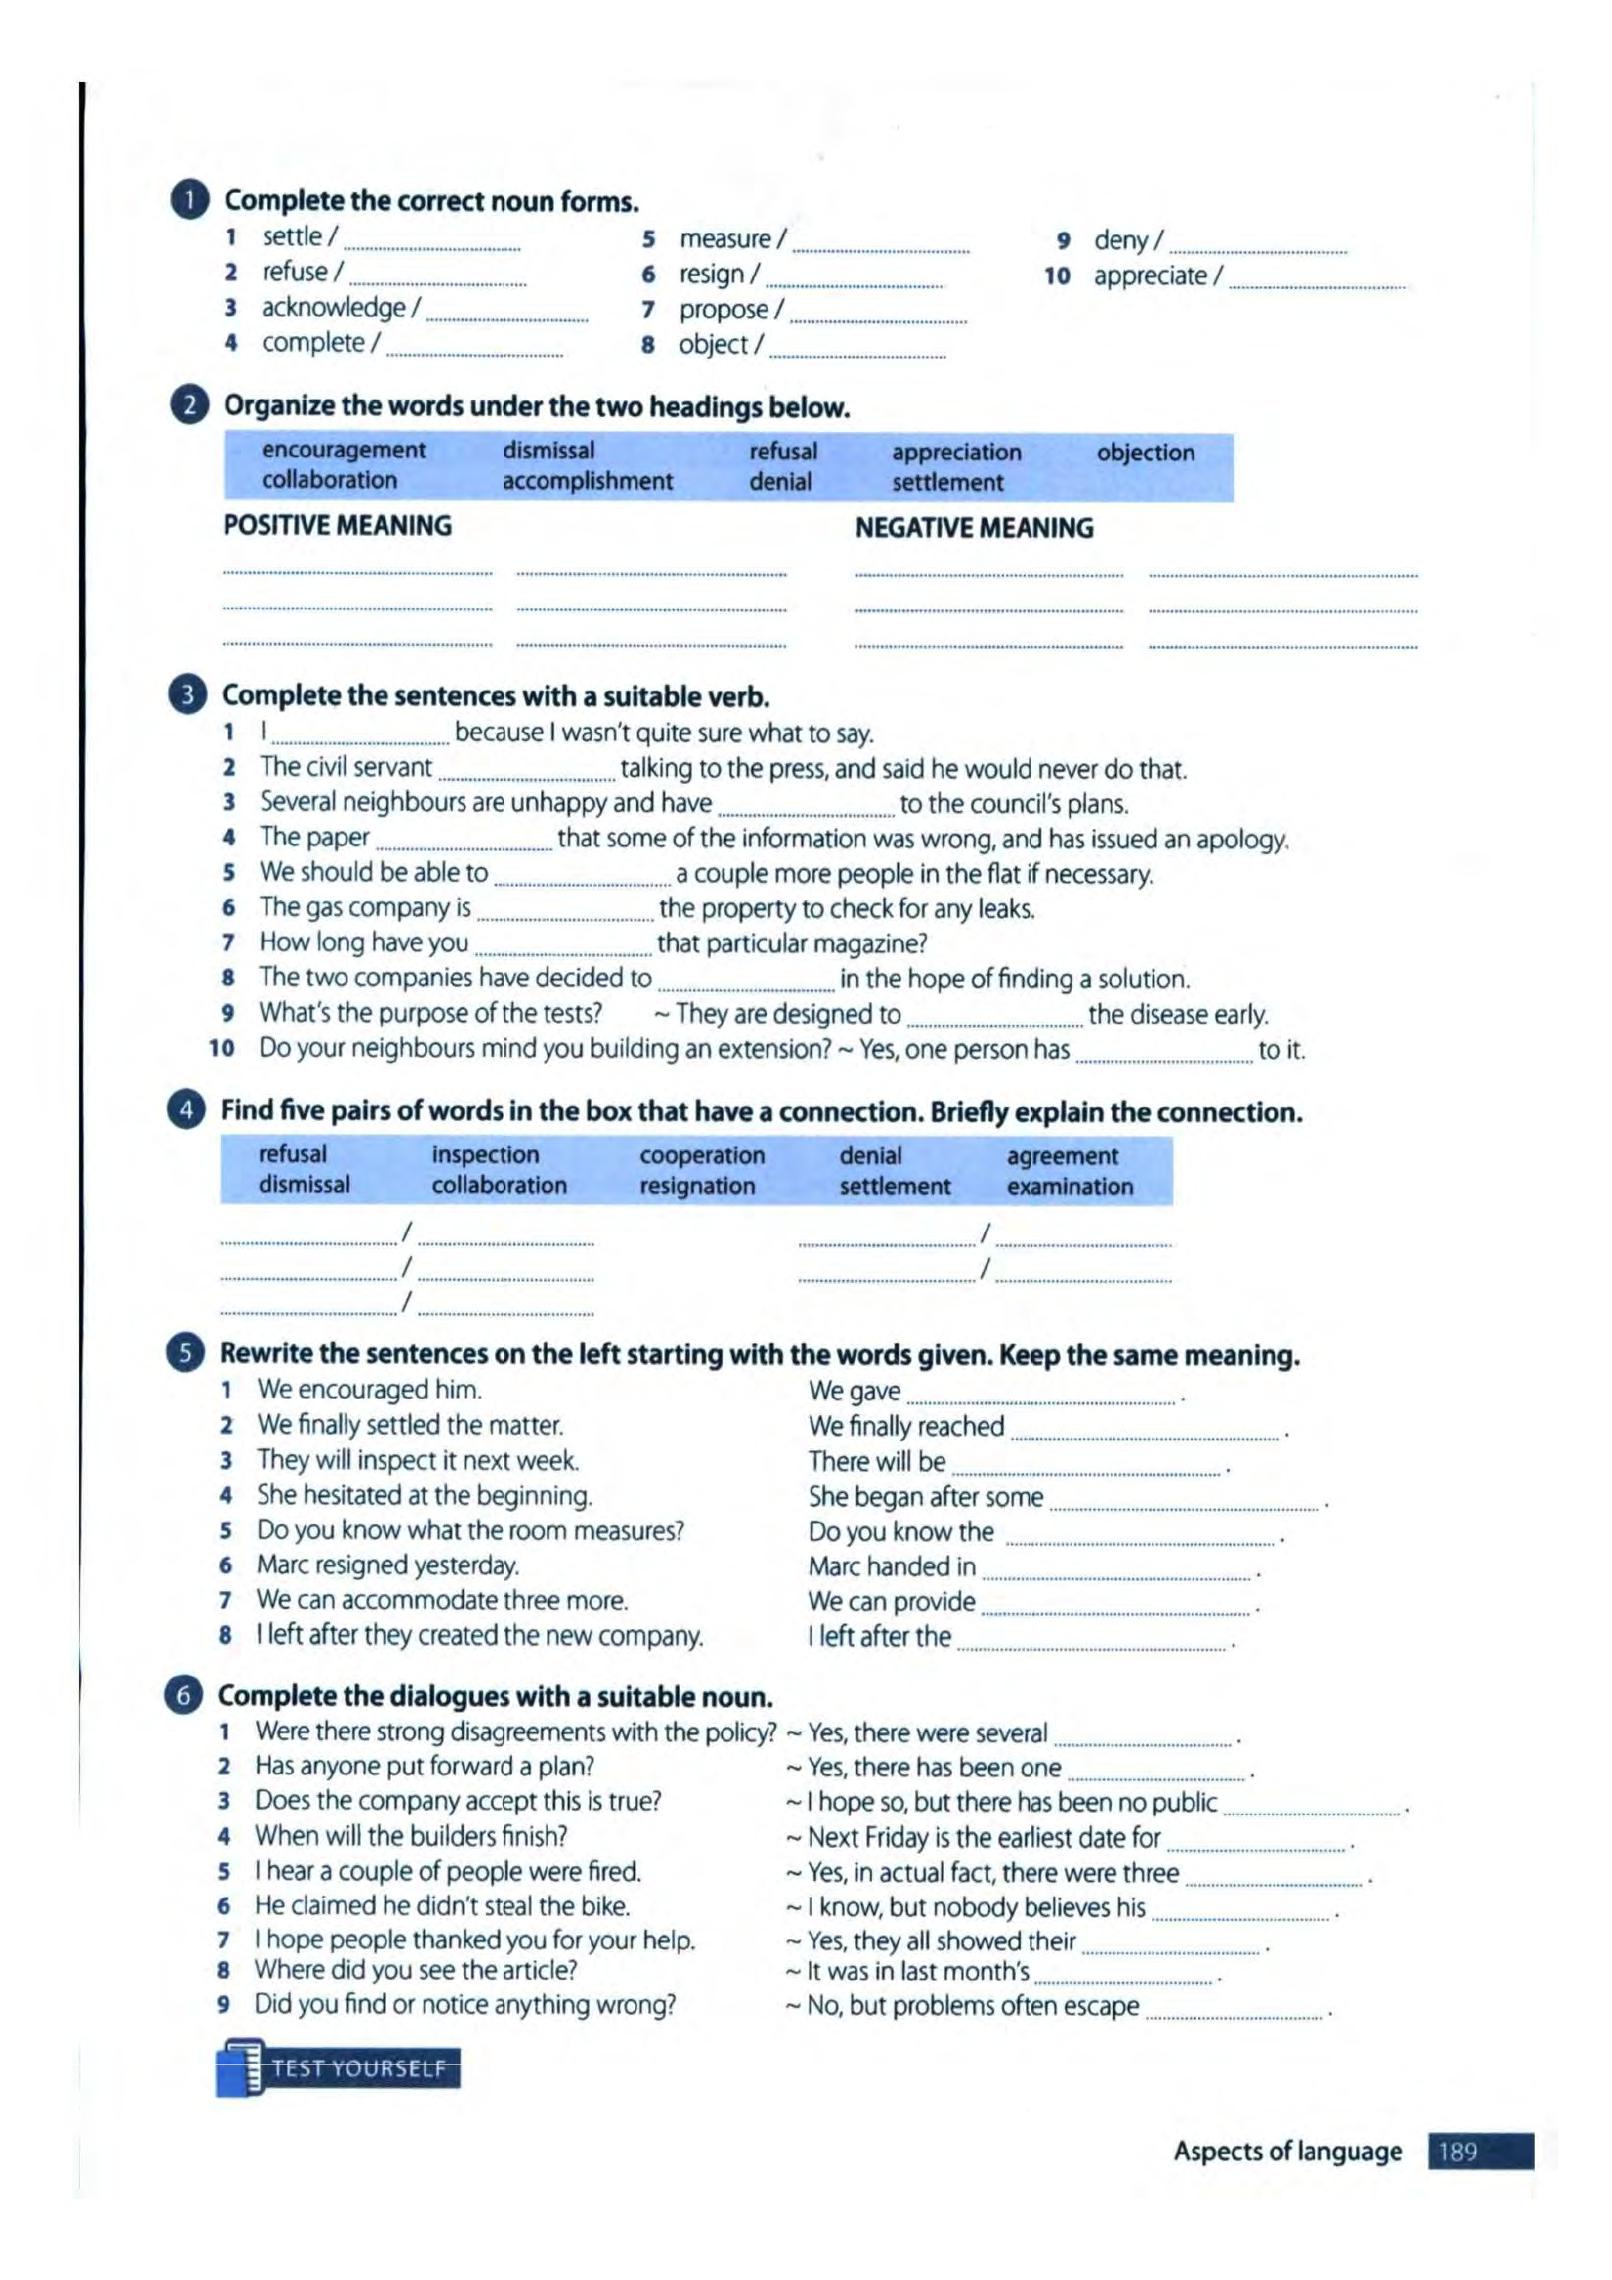 1 Complete the correct noun forms.
1 settle / 5 measure / 9 deny /
2 refuse / 6 resign / 10 appreciate /
3 acknowledge / 7 propose /
4 complete / 8 object /
2 Organize the words under the two headings below.
encouragement dismissal refusal appreciation objection
collaboration accomplishment denial settlement
POSITIVE MEANING NEGATIVE MEANING
3 Complete the sentences with a suitable verb.
1 I ........ because I wasn't quite sure what to say.
2 The civil servant ........ talking to the press, and said he would never do that.
3 Several neighbours are unhappy and have ........ to the council's plans.
4 The paper ........ that some of the information was wrong, and has issued an apology.
5 We should be able to ........ a couple more people in the flat if necessary.
6 The gas company is ........ the property to check for any leaks.
7 How long have you ........ that particular magazine?
8 The two companies have decided to ........ in the hope of finding a solution.
9 What's the purpose of the tests? ~ They are designed to ........ the disease early.
10 Do your neighbours mind you building an extension? ~ Yes, one person has ........ to it.
4 Find five pairs of words in the box that have a connection. Briefly explain the connection.
refusal inspection cooperation denial agreement
dismissal collaboration resignation settlement examination
........ / ........ ........ / ........
........ / ........ ........ / ........
........ / ........
5 Rewrite the sentences on the left starting with the words given. Keep the same meaning.
1 We encouraged him. We gave ........ .
2 We finally settled the matter. We finally reached ........ .
3 They will inspect it next week. There will be ........ .
4 She hesitated at the beginning. She began after some ........ .
5 Do you know what the room measures? Do you know the ........ .
6 Marc resigned yesterday. Marc handed in ........ .
7 We can accommodate three more. We can provide ........ .
8 I left after they created the new company. I left after the ........ .
6 Complete the dialogues with a suitable noun.
1 Were there strong disagreements with the policy? ~ Yes, there were several ........ .
2 Has anyone put forward a plan? ~ Yes, there has been one ........ .
3 Does the company accept this is true? ~ I hope so, but there has been no public ........ .
4 When will the builders finish? ~ Next Friday is the earliest date for ........ .
5 I hear a couple of people were fired. ~ Yes, in actual fact, there were three ........ .
6 He claimed he didn't steal the bike. ~ I know, but nobody believes his ........ .
7 I hope people thanked you for your help. ~ Yes, they all showed their ........ .
8 Where did you see the article? ~ It was in last month's ........ .
9 Did you find or notice anything wrong? ~ No, but problems often escape ........ .
TEST YOURSELF
Aspects of language 189